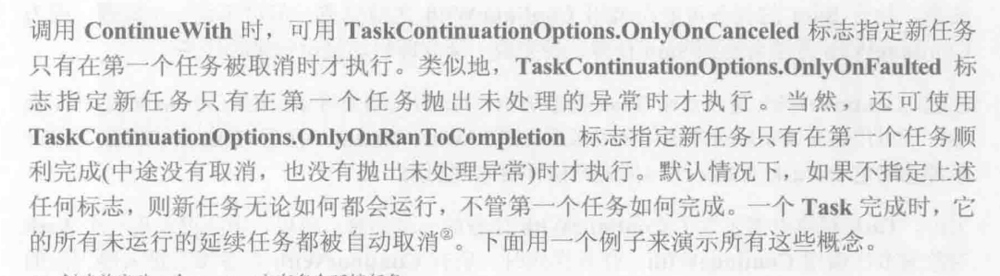 调用 ContinueWith 时，可用 TaskContinuationOptions.OnlyOnCanceled 标志指定新任务
只有在第一个任务被取消时才执行。类似地，TaskContinuationOptions.OnlyOnFaulted 标
志指定新任务只有在第一个任务抛出未处理的异常时才执行。当然，还可使用
TaskContinuationOptions.OnlyOnRanToCompletion 标志指定新任务只有在第一个任务顺
利完成(中途没有取消，也没有抛出未处理异常)时才执行。默认情况下，如果不指定上述
任何标志，则新任务无论如何都会运行，不管第一个任务如何完成。一个 Task 完成时，它
的所有未运行的延续任务都被自动取消②。下面用一个例子来演示所有这些概念。